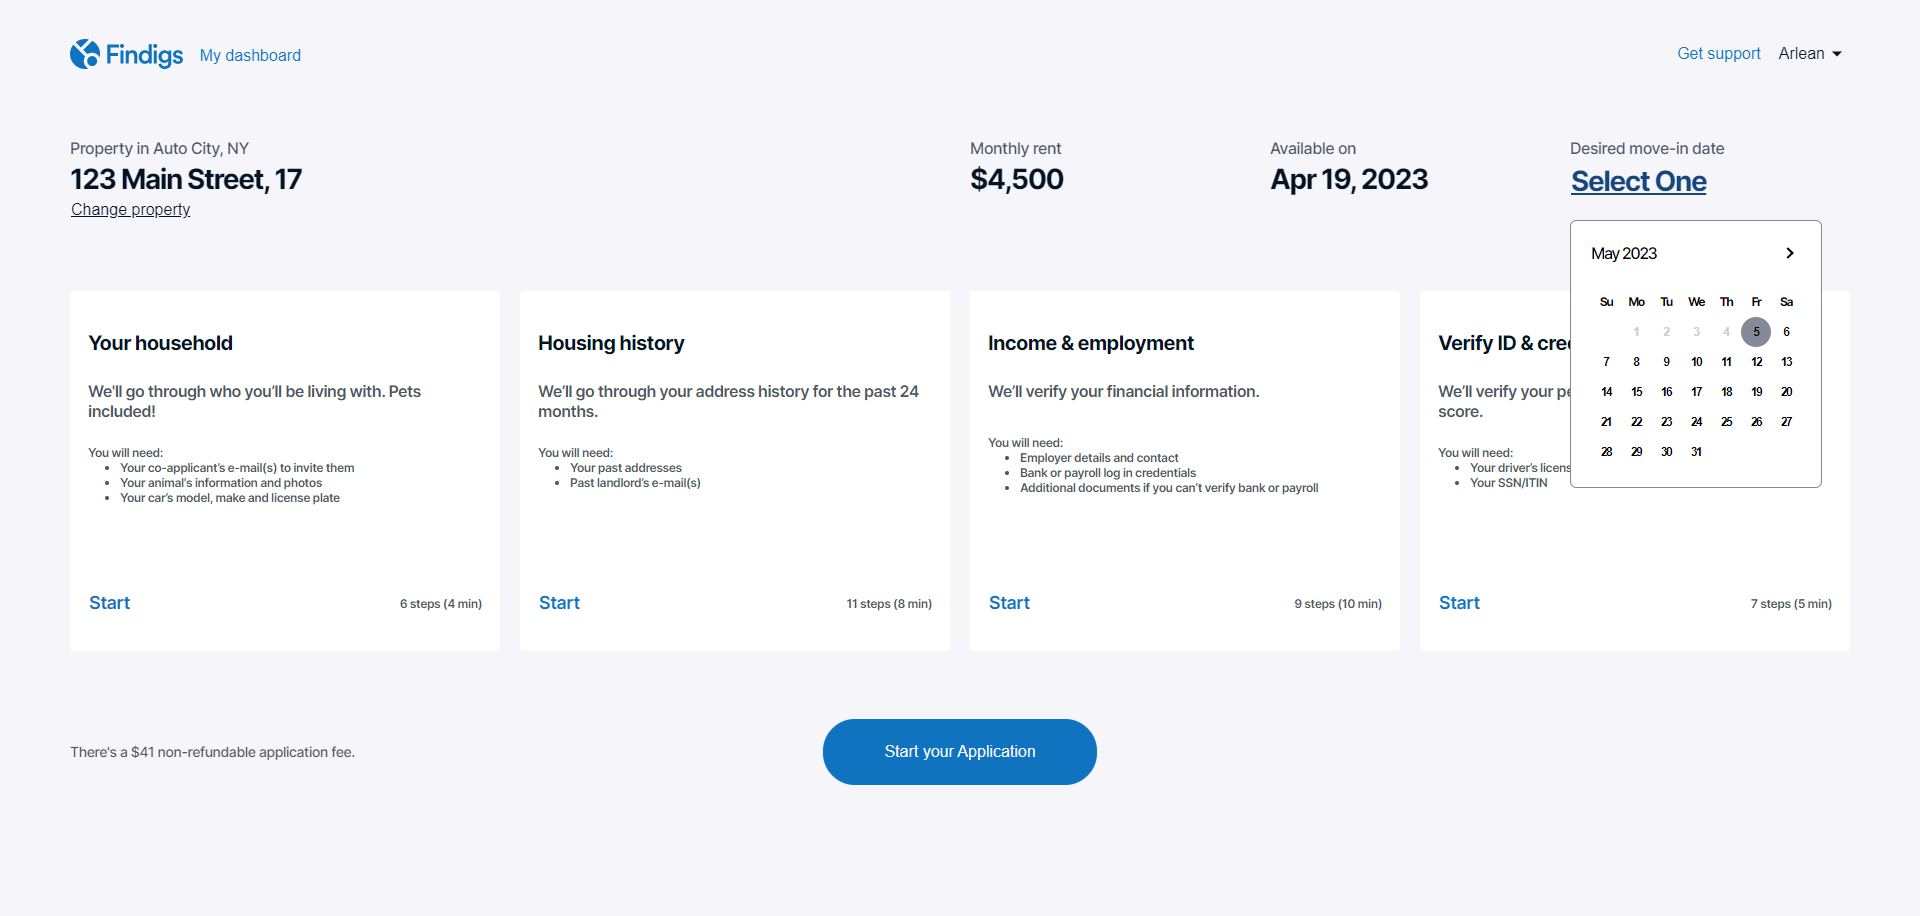 Findigs My dashboard
Get support Arlean
Property in Auto City, NY
123 Main Street, 17
Change property
Monthly rent
$4,500
Available on
Apr 19, 2023
Desired move-in date
Select One
May 2023
Su Mo Tu We Th Fr Sa
1 2 3 4 5 6
7 8 9 10 11 12 13
14 15 16 17 18 19 20
21 22 23 24 25 26 27
28 29 30 31
Your household
We'll go through who you’ll be living with. Pets
included!
You will need:
• Your co-applicant’s e-mail(s) to invite them
• Your animal's information and photos
• Your car’s model, make and license plate
Start
6 steps (4 min)
Housing history
We’ll go through your address history for the past 24
months.
You will need:
• Your past addresses
• Past landlord’s e-mail(s)
Start
11 steps (8 min)
Income & employment
We’ll verify your financial information.
You will need:
• Employer details and contact
• Bank or payroll log in credentials
• Additional documents if you can’t verify bank or payroll
Start
9 steps (10 min)
Verify ID & cre
We’ll verify your pe
score.
You will need:
• Your driver’s licens
• Your SSN/ITIN
Start
7 steps (5 min)
There's a $41 non-refundable application fee.
Start your Application